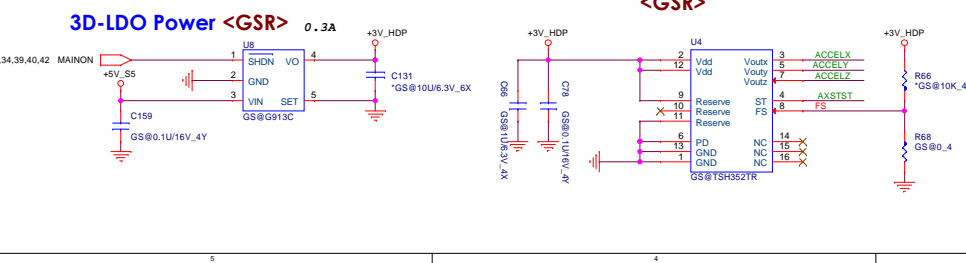 <GSR>
3D-LDO Power <GSR> 0.3A
+3V_HDP
U8
,34,39,40,42 MAINON
1 SHDN VO 4
+5V_S5
2 GND
3 VIN SET 5
GS@G913C
C131
*GS@10U/6.3V_6X
C159
GS@0.1U/16V_4Y
+3V_HDP
C66
GS@1U/6.3V_4X
C78
GS@0.1U/16V_4Y
U4
2 Vdd Voutx 3 ACCELX
12 Vdd Vouty 5 ACCELY
Voutz 7 ACCELZ
9 Reserve ST 4 AXSTST
10 Reserve FS 8 FS
11 Reserve
6 PD NC 14
13 GND NC 15
1 GND NC 16
GS@TSH352TR
+3V_HDP
R66
*GS@10K_4
R68
GS@0_4
5
4